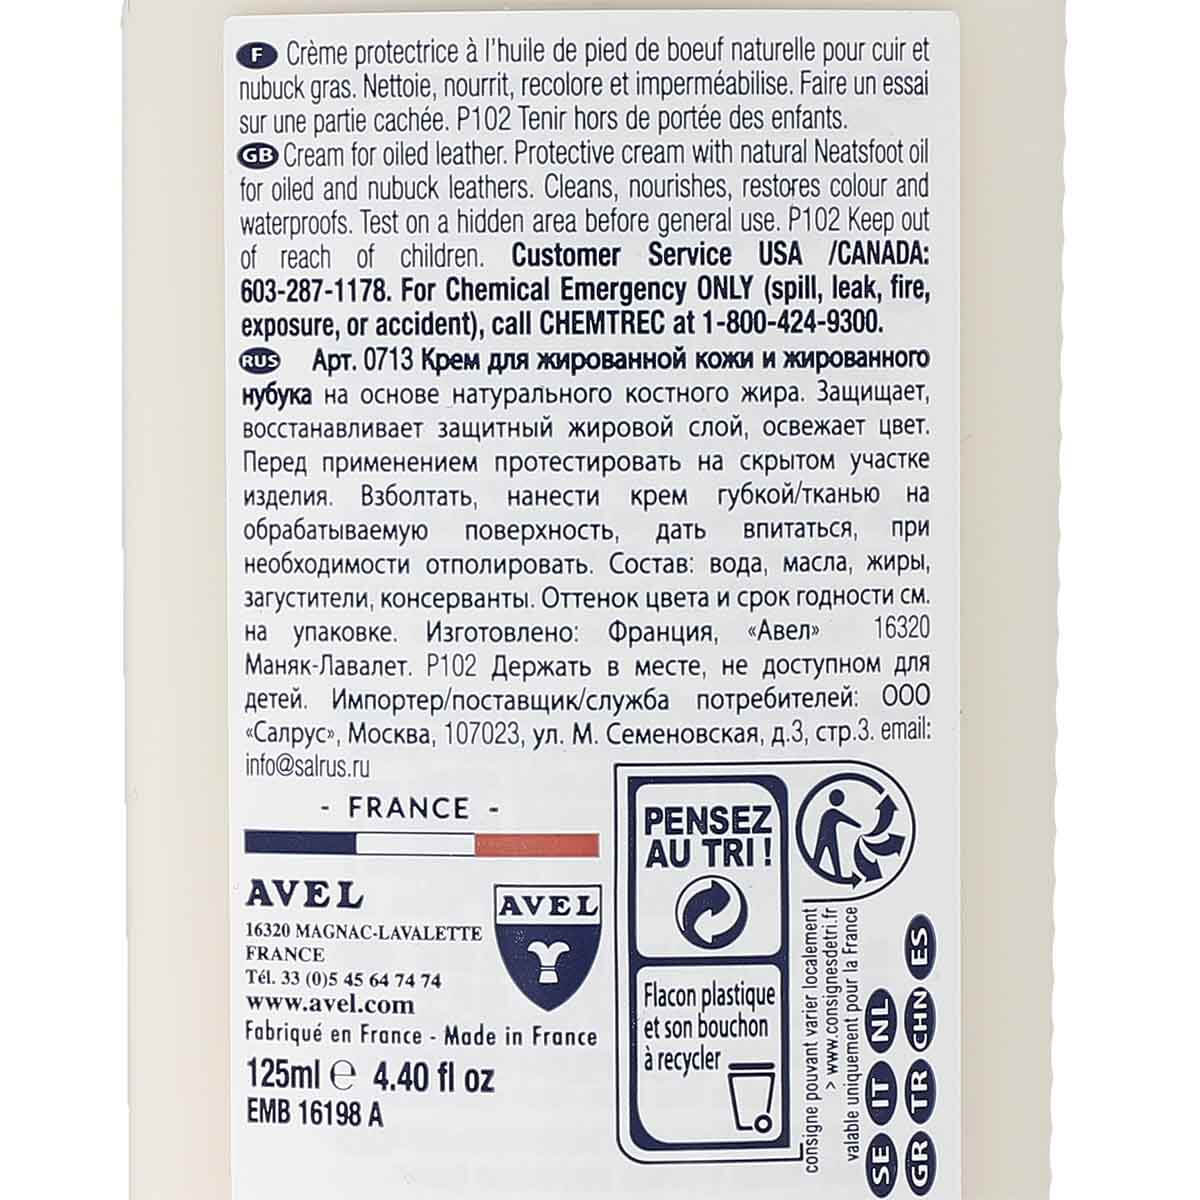 F Crème protectrice à l'huile de pied de boeuf naturelle pour cuir et
nubuck gras. Nettoie, nourrit, recolore et imperméabilise. Faire un essai
sur une partie cachée. P102 Tenir hors de portée des enfants.
GB Cream for oiled leather. Protective cream with natural Neatsfoot oil
for oiled and nubuck leathers. Cleans, nourishes, restores colour and
waterproofs. Test on a hidden area before general use. P102 Keep out
of reach of children. Customer Service USA /CANADA:
603-287-1178. For Chemical Emergency ONLY (spill, leak, fire,
exposure, or accident), call CHEMTREC at 1-800-424-9300.
RUS Арт. 0713 Крем для жированной кожи и жированного
нубука на основе натурального костного жира. Защищает,
восстанавливает защитный жировой слой, освежает цвет.
Перед применением протестировать на скрытом участке
изделия. Взболтать, нанести крем губкой/тканью на
обрабатываемую поверхность, дать впитаться, при
необходимости отполировать. Состав: вода, масла, жиры,
загустители, консерванты. Оттенок цвета и срок годности см.
на упаковке. Изготовлено: Франция, «Авел» 16320
Маняк-Лавалет. P102 Держать в месте, не доступном для
детей. Импортер/поставщик/служба потребителей: ООО
«Салрус», Москва, 107023, ул. М. Семеновская, д.3, стр.3. email:
info@salrus.ru
- FRANCE -
AVEL
16320 MAGNAC-LAVALETTE
FRANCE
Tél. 33 (0)5 45 64 74 74
www.avel.com
Fabriqué en France - Made in France
125ml e 4.40 fl oz
EMB 16198 A
AVEL
PENSEZ
AU TRI !
Flacon plastique
et son bouchon
à recycler
consigne pouvant varier localement
> www.consignesdetri.fr
valable uniquement pour la France
SE IT NL
GR TR CHN ES